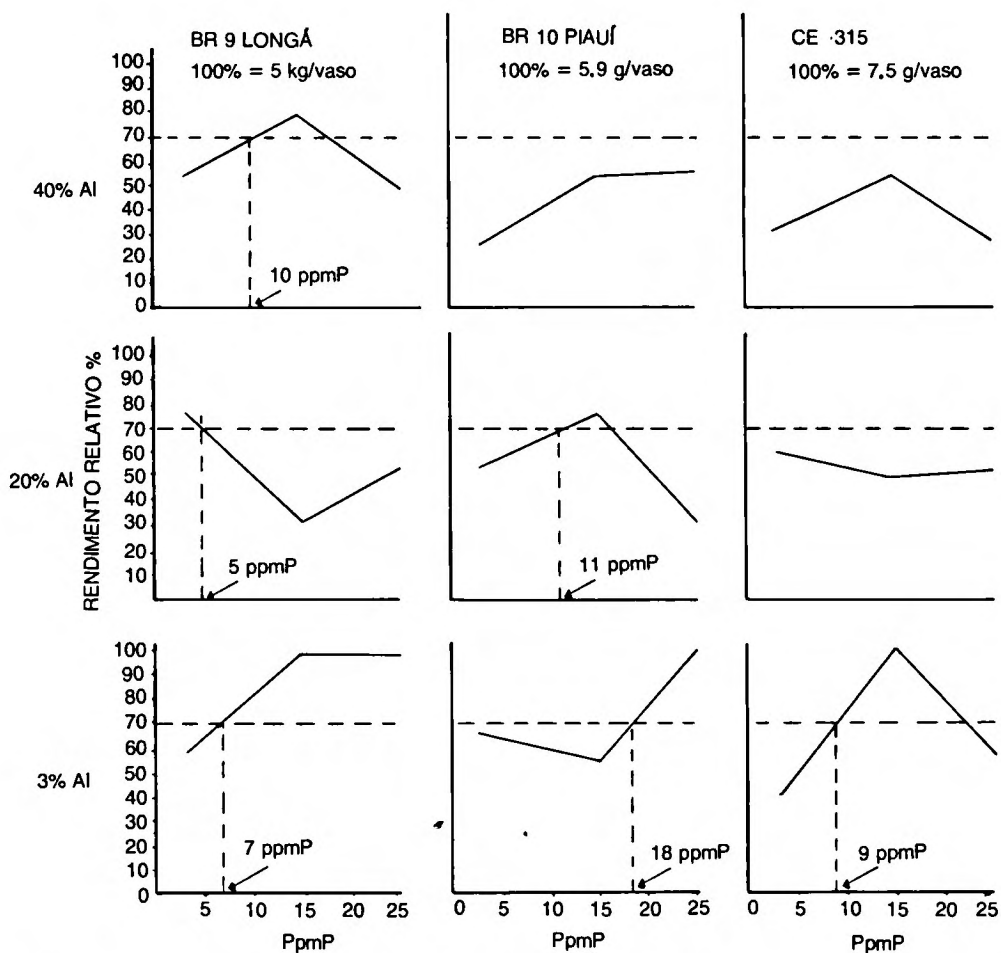 BR 9 LONGÁ
100% = 5 kg/vaso
BR 10 PIAUÍ
100% = 5.9 g/vaso
CE ·315
100% = 7.5 g/vaso
RENDIMENTO RELATIVO %
40% Al
100
90
80
70
60
50
40
30
20
10
0
10 ppmP
20% Al
100
90
80
70
60
50
40
30
20
10
5 ppmP
11 ppmP
3% Al
100
90
80
70
60
50
40
30
20
10
0
7 ppmP
18 ppmP
9 ppmP
5 10 15 20 25
0 5 10 15 20 25
0 5 10 15 20 25
PpmP
PpmP
PpmP